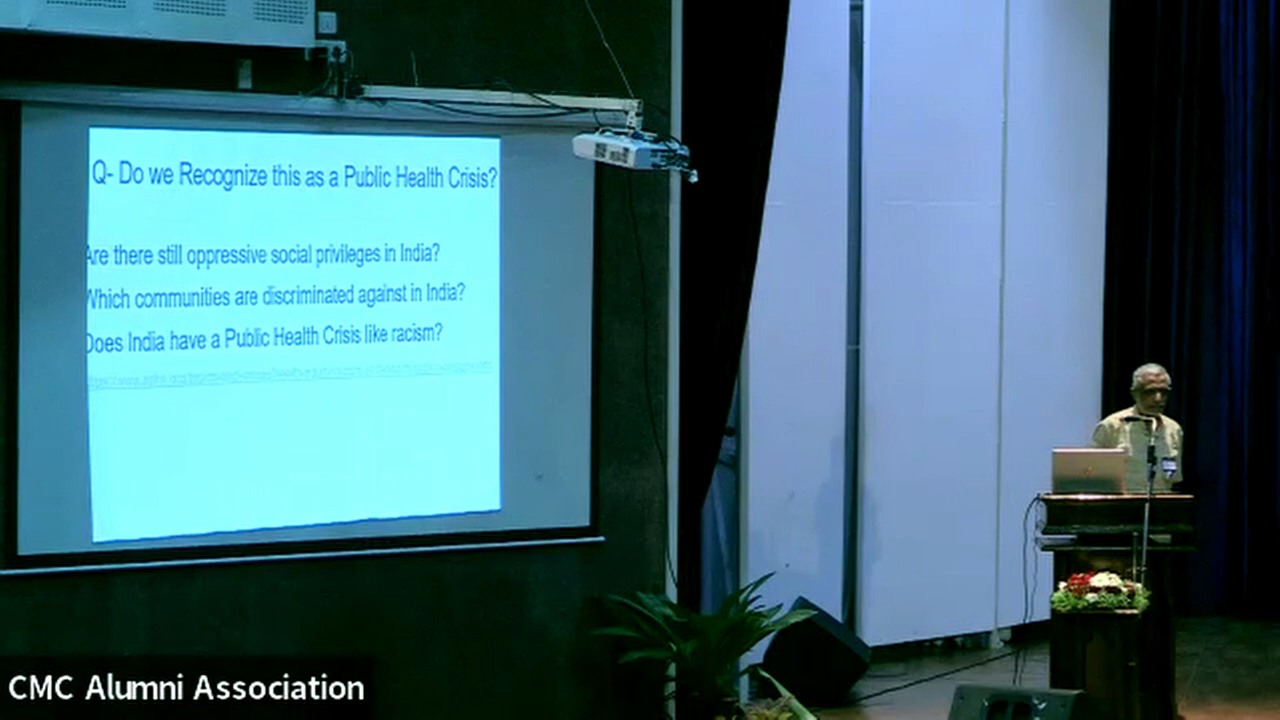 Q- Do we Recognize this as a Public Health Crisis?
Are there still oppressive social privileges in India?
Which communities are discriminated against in India?
Does India have a Public Health Crisis like racism?
CMC Alumni Association